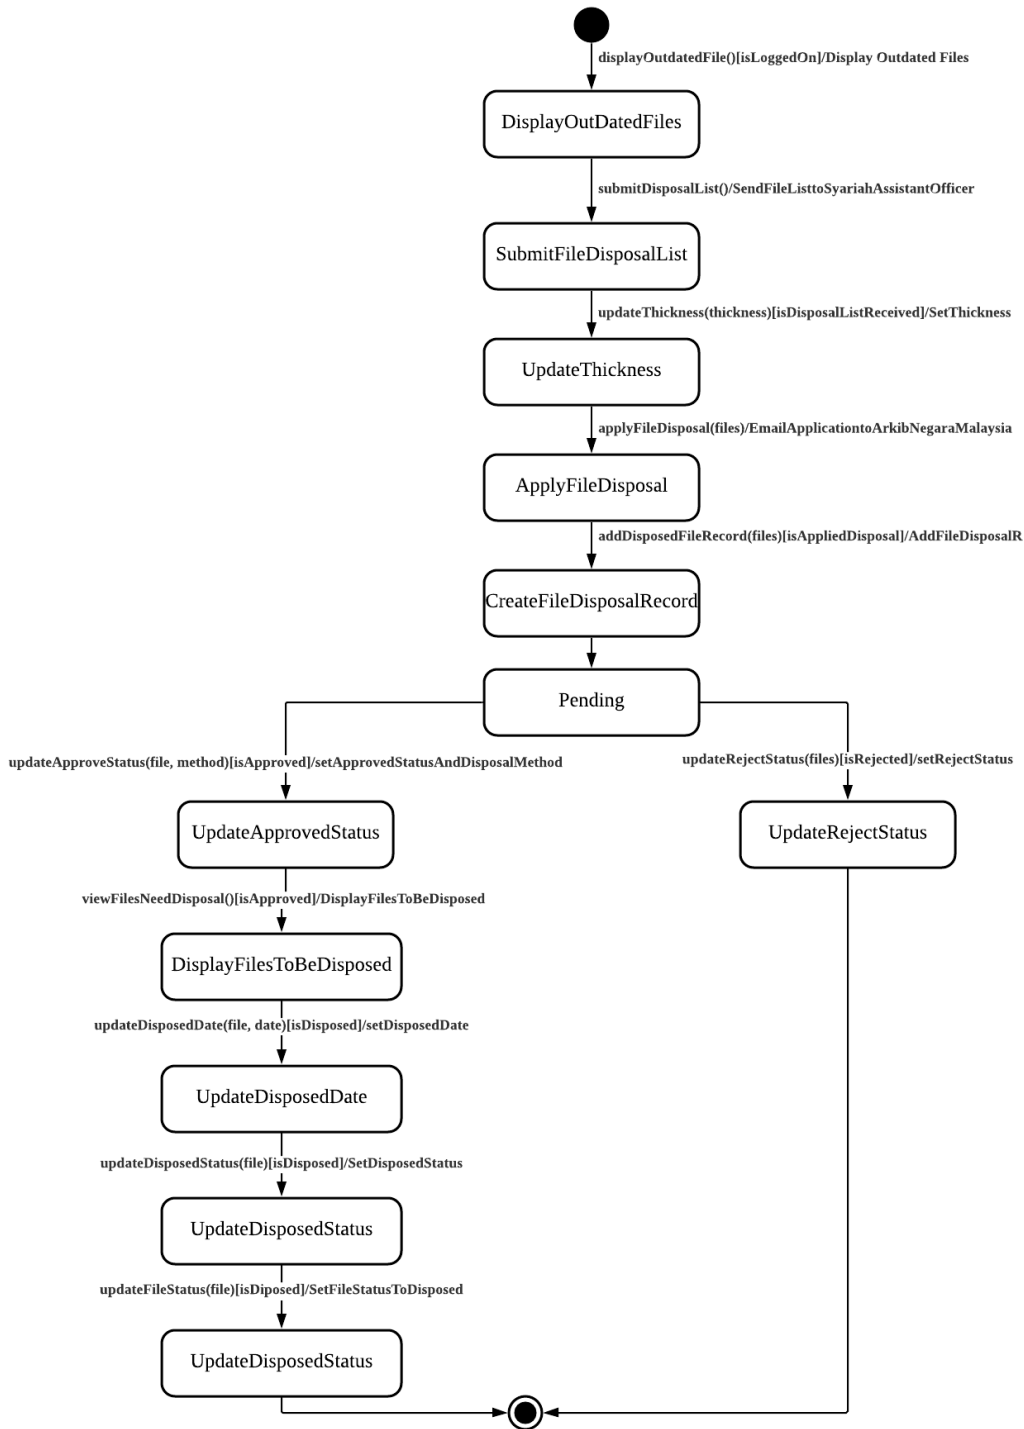 displayOutdatedFile()[isLoggedOn]/Display Outdated Files
DisplayOutDatedFiles
submitDisposalList()/SendFileListtoSyariahAssistantOfficer
SubmitFileDisposalList
updateThickness(thickness)[isDisposalListReceived]/SetThickness
UpdateThickness
applyFileDisposal(files)/EmailApplicationtoArkibNegaraMalaysia
ApplyFileDisposal
addDisposedFileRecord(files)[isAppliedDisposal]/AddFileDisposalR
CreateFileDisposalRecord
Pending
updateApproveStatus(file, method)[isApproved]/setApprovedStatusAndDisposalMethod
updateRejectStatus(files)[isRejected]/setRejectStatus
UpdateApprovedStatus
UpdateRejectStatus
viewFilesNeedDisposal()[isApproved]/DisplayFilesToBeDisposed
DisplayFilesToBeDisposed
updateDisposedDate(file, date)[isDisposed]/setDisposedDate
UpdateDisposedDate
updateDisposedStatus(file)[isDisposed]/SetDisposedStatus
UpdateDisposedStatus
updateFileStatus(file)[isDiposed]/SetFileStatusToDisposed
UpdateDisposedStatus